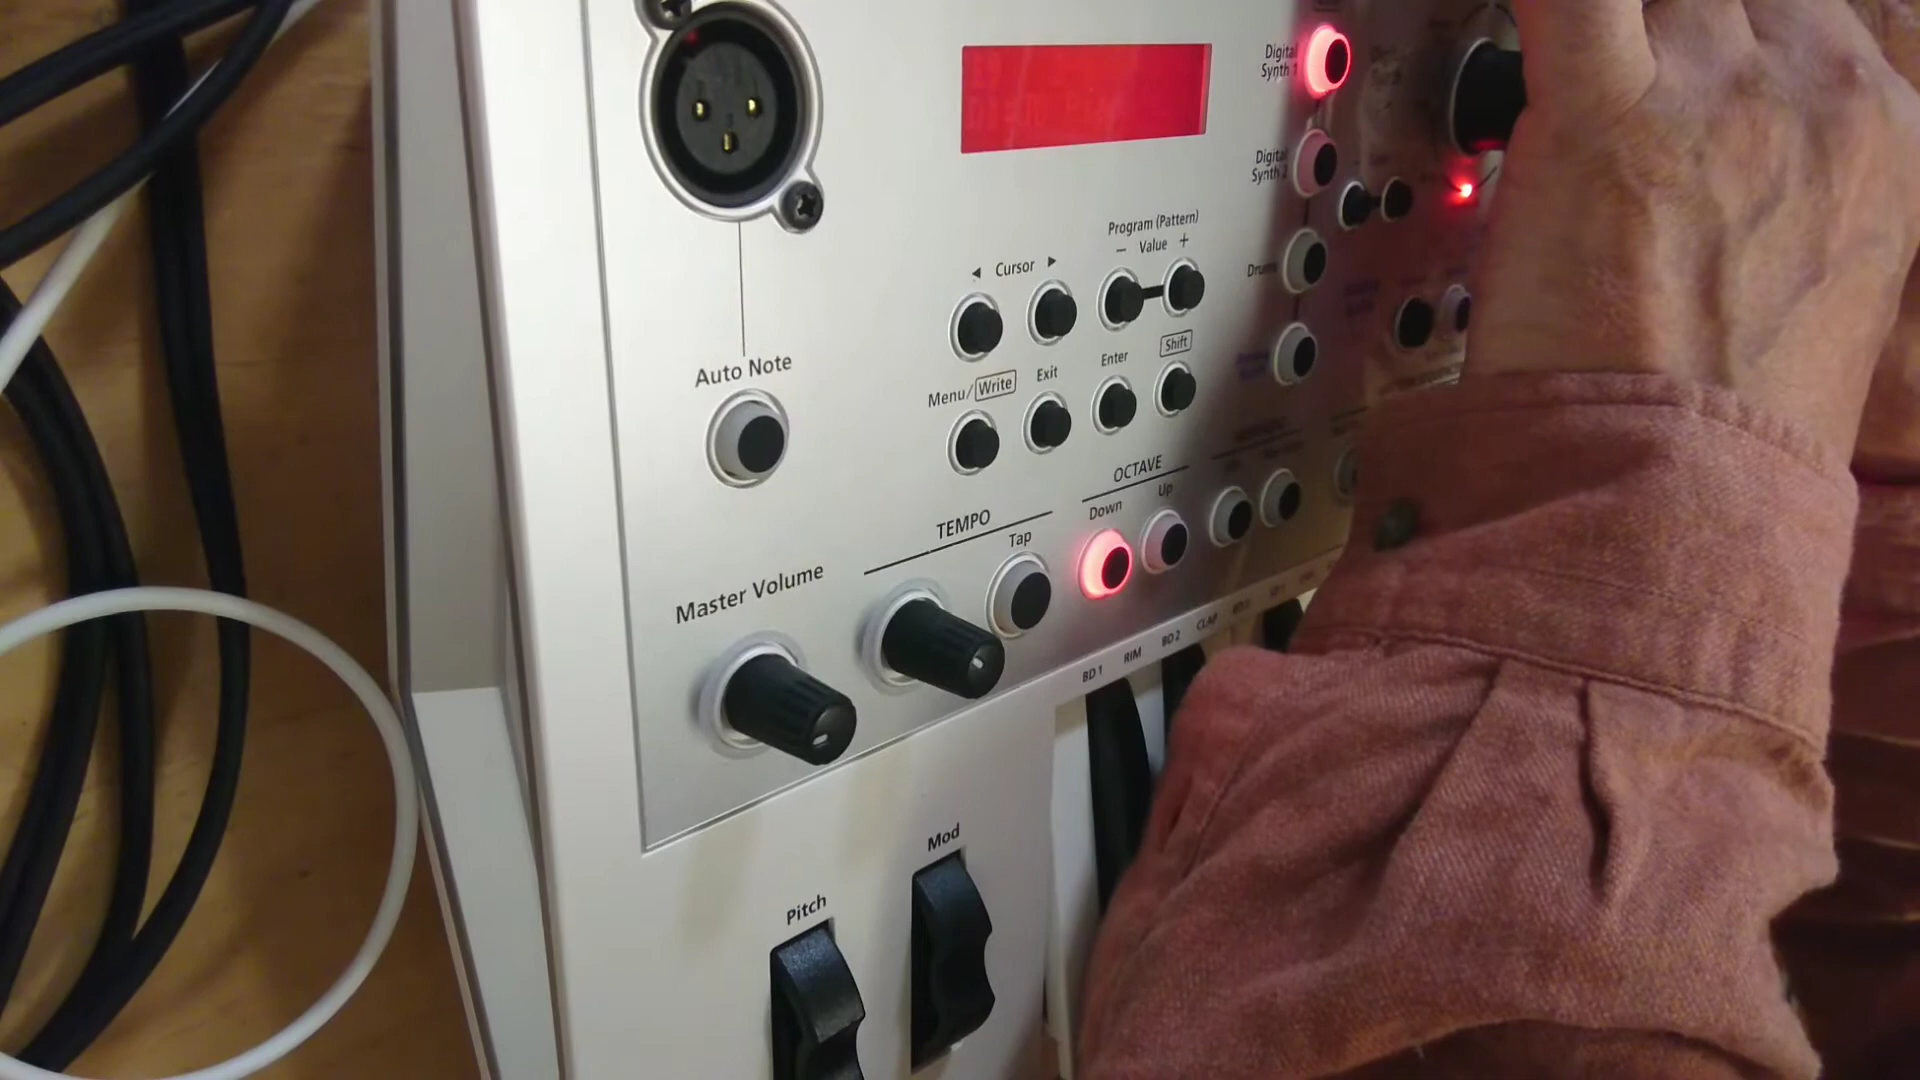 Digital
Synth 1
Digital
Synth 2
Program (Pattern)
− Value +
◀ Cursor ▶
Drums
Auto Note
Menu/Write
Exit
Enter
Shift
OCTAVE
Down
Up
TEMPO
Tap
Master Volume
BD 1
RIM
BD 2
CLAP
Mod
Pitch